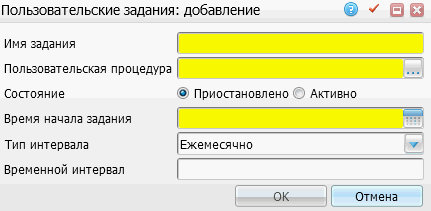 Пользовательские задания: добавление
Имя задания
Пользовательская процедура ...
Состояние Приостановлено Активно
Время начала задания
Тип интервала Ежемесячно
Временной интервал
OK Отмена